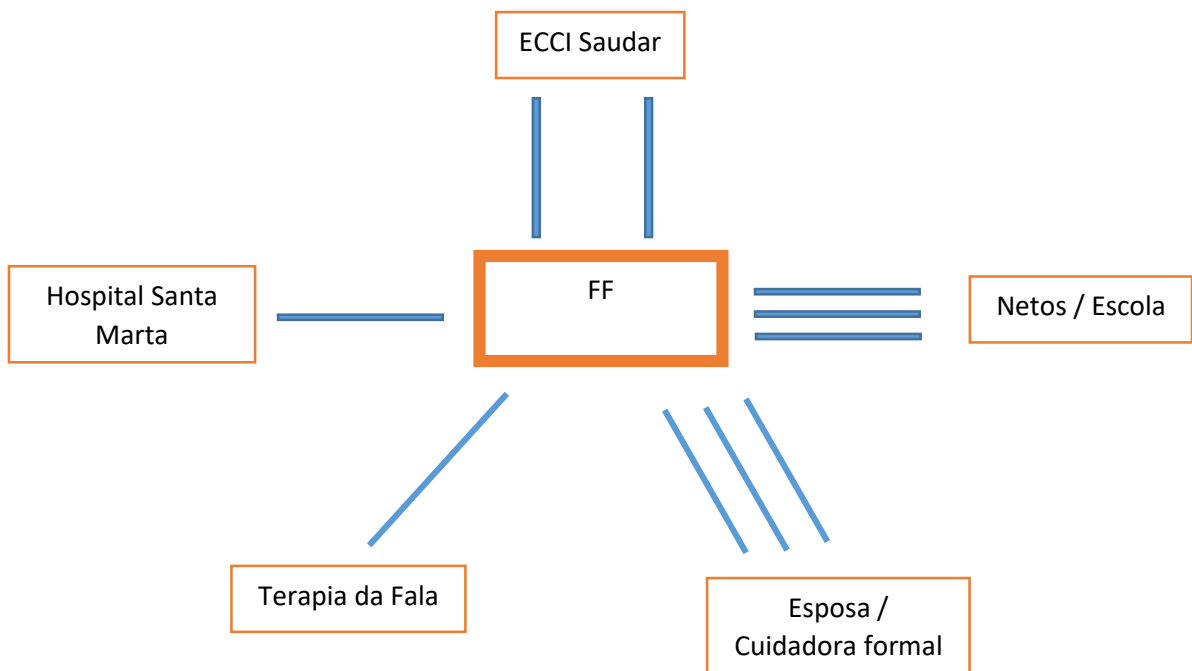 ECCI Saudar
FF
Hospital Santa
Marta
Netos / Escola
Terapia da Fala
Esposa /
Cuidadora formal